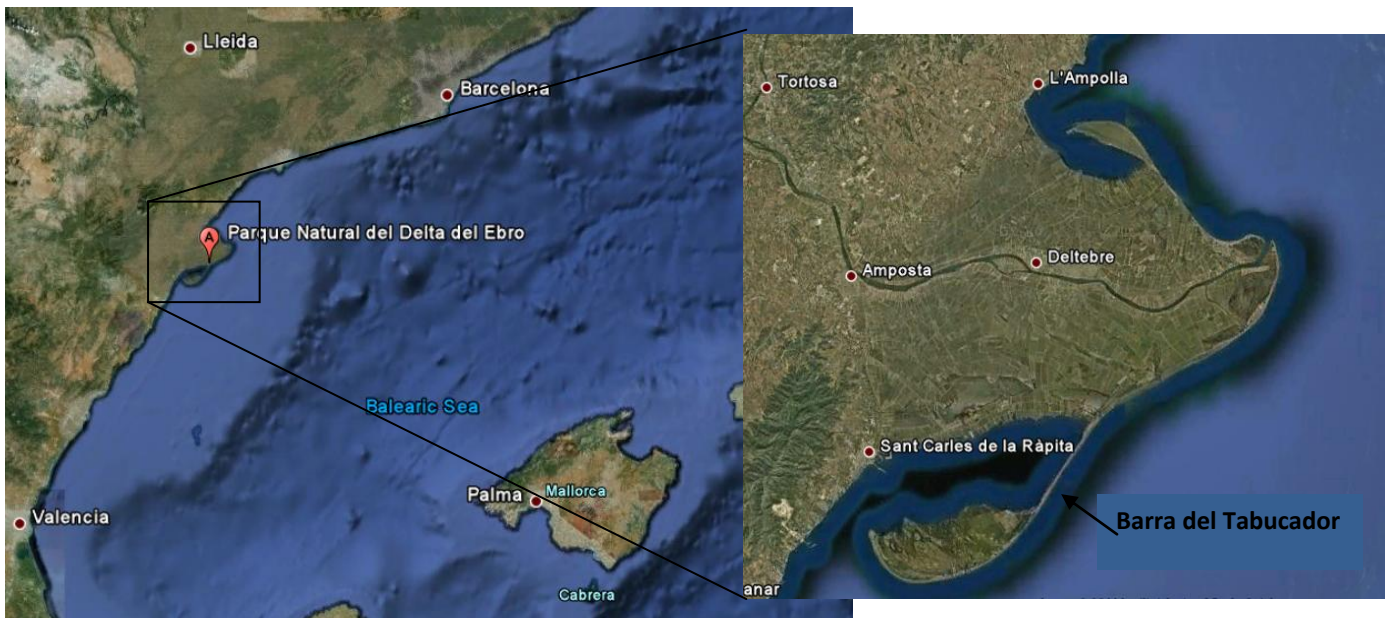 Lleida
Barcelona
A
Parque Natural del Delta del Ebro
Balearic Sea
Palma
Mallorca
Valencia
Cabrera
Tortosa
L'Ampolla
Amposta
Deltebre
Sant Carles de la Ràpita
Barra del Tabucador
anar